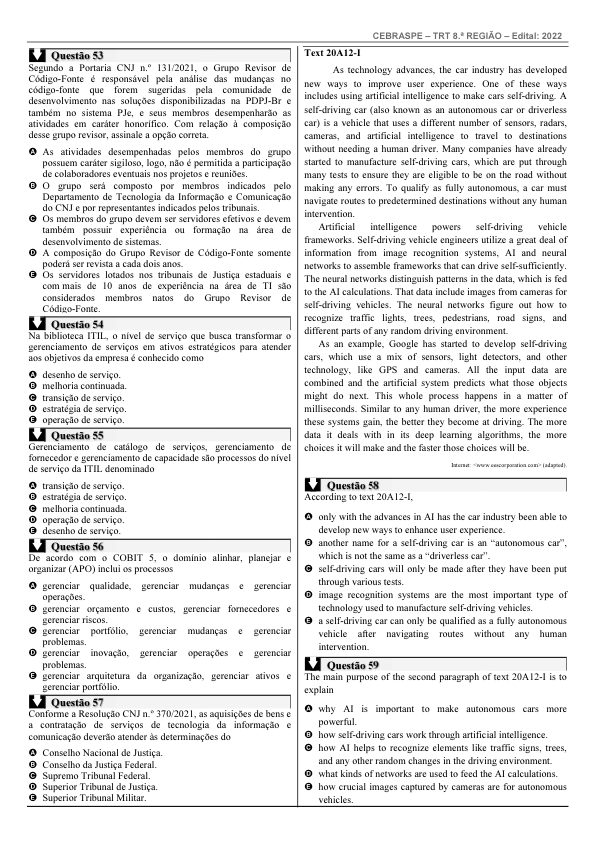 CEBRASPE – TRT 8.ª REGIÃO – Edital: 2022
Questão 53
Segundo a Portaria CNJ n.º 131/2021, o Grupo Revisor de
Código-Fonte é responsável pela análise das mudanças no
código-fonte que forem sugeridas pela comunidade de
desenvolvimento nas soluções disponibilizadas na PDPJ-Br e
também no sistema PJe, e seus membros desempenharão as
atividades em caráter honorífico. Com relação à composição
desse grupo revisor, assinale a opção correta.
A As atividades desempenhadas pelos membros do grupo
possuem caráter sigiloso, logo, não é permitida a participação
de colaboradores eventuais nos projetos e reuniões.
B O grupo será composto por membros indicados pelo
Departamento de Tecnologia da Informação e Comunicação
do CNJ e por representantes indicados pelos tribunais.
C Os membros do grupo devem ser servidores efetivos e devem
também possuir experiência ou formação na área de
desenvolvimento de sistemas.
D A composição do Grupo Revisor de Código-Fonte somente
poderá ser revista a cada dois anos.
E Os servidores lotados nos tribunais de Justiça estaduais e
com mais de 10 anos de experiência na área de TI são
considerados membros natos do Grupo Revisor de
Código-Fonte.
Questão 54
Na biblioteca ITIL, o nível de serviço que busca transformar o
gerenciamento de serviços em ativos estratégicos para atender
aos objetivos da empresa é conhecido como
A desenho de serviço.
B melhoria continuada.
C transição de serviço.
D estratégia de serviço.
E operação de serviço.
Questão 55
Gerenciamento de catálogo de serviços, gerenciamento de
fornecedor e gerenciamento de capacidade são processos do nível
de serviço da ITIL denominado
A transição de serviço.
B estratégia de serviço.
C melhoria continuada.
D operação de serviço.
E desenho de serviço.
Questão 56
De acordo com o COBIT 5, o domínio alinhar, planejar e
organizar (APO) inclui os processos
A gerenciar qualidade, gerenciar mudanças e gerenciar
operações.
B gerenciar orçamento e custos, gerenciar fornecedores e
gerenciar riscos.
C gerenciar portfólio, gerenciar mudanças e gerenciar
problemas.
D gerenciar inovação, gerenciar operações e gerenciar
problemas.
E gerenciar arquitetura da organização, gerenciar ativos e
gerenciar portfólio.
Questão 57
Conforme a Resolução CNJ n.º 370/2021, as aquisições de bens e
a contratação de serviços de tecnologia da informação e
comunicação deverão atender às determinações do
A Conselho Nacional de Justiça.
B Conselho da Justiça Federal.
C Supremo Tribunal Federal.
D Superior Tribunal de Justiça.
E Superior Tribunal Militar.
Text 20A12-I
As technology advances, the car industry has developed
new ways to improve user experience. One of these ways
includes using artificial intelligence to make cars self-driving. A
self-driving car (also known as an autonomous car or driverless
car) is a vehicle that uses a different number of sensors, radars,
cameras, and artificial intelligence to travel to destinations
without needing a human driver. Many companies have already
started to manufacture self-driving cars, which are put through
many tests to ensure they are eligible to be on the road without
making any errors. To qualify as fully autonomous, a car must
navigate routes to predetermined destinations without any human
intervention.
Artificial intelligence powers self-driving vehicle
frameworks. Self-driving vehicle engineers utilize a great deal of
information from image recognition systems, AI and neural
networks to assemble frameworks that can drive self-sufficiently.
The neural networks distinguish patterns in the data, which is fed
to the AI calculations. That data include images from cameras for
self-driving vehicles. The neural networks figure out how to
recognize traffic lights, trees, pedestrians, road signs, and
different parts of any random driving environment.
As an example, Google has started to develop self-driving
cars, which use a mix of sensors, light detectors, and other
technology, like GPS and cameras. All the input data are
combined and the artificial system predicts what those objects
might do next. This whole process happens in a matter of
milliseconds. Similar to any human driver, the more experience
these systems gain, the better they become at driving. The more
data it deals with in its deep learning algorithms, the more
choices it will make and the faster those choices will be.
Internet: (adapted).
Questão 58
According to text 20A12-I,
A only with the advances in AI has the car industry been able to
develop new ways to enhance user experience.
B another name for a self-driving car is an “autonomous car”,
which is not the same as a “driverless car”.
C self-driving cars will only be made after they have been put
through various tests.
D image recognition systems are the most important type of
technology used to manufacture self-driving vehicles.
E a self-driving car can only be qualified as a fully autonomous
vehicle after navigating routes without any human
intervention.
Questão 59
The main purpose of the second paragraph of text 20A12-I is to
explain
A why AI is important to make autonomous cars more
powerful.
B how self-driving cars work through artificial intelligence.
C how AI helps to recognize elements like traffic signs, trees,
and any other random changes in the driving environment.
D what kinds of networks are used to feed the AI calculations.
E how crucial images captured by cameras are for autonomous
vehicles.